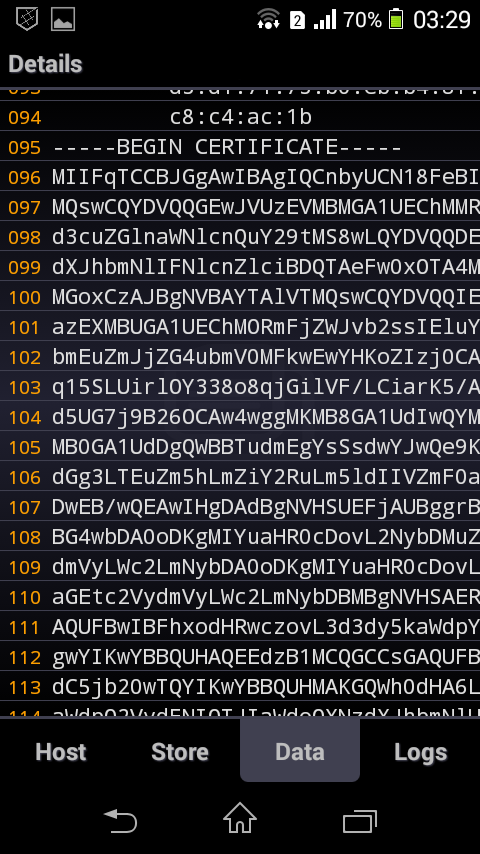 2 70% 03:29
Details
094 c8:c4:ac:1b
095 -----BEGIN CERTIFICATE-----
096 MIIFqTCCBJGgAwIBAgIQCnbyUCN18FeBI
097 MQswCQYDVQQGEwJVUzEVMBMGA1UEChMMR
098 d3cuZGlnaWNlcnQuY29tMS8wLQYDVQQDE
099 dXJhbmNlIFNlcnZlciBDQTAeFw0xOTA4M
100 MGoxCzAJBgNVBAYTAlVTMQswCQYDVQQIE
101 azEXMBUGA1UEChMORmFjZWJvb2ssIEluY
102 bmEuZmJjZG4ubmV0MFkwEwYHKoZIzj0CA
103 q15SLUirlOY338o8qjGilVF/LCiarK5/A
104 d5UG7j9B26OCAw4wggMKMB8GA1UdIwQYM
105 MB0GA1UdDgQWBBTudmEgYsSsdwYJwQe9K
106 dGg3LTEuZm5hLmZiY2RuLm5ldIIVZmF0a
107 DwEB/wQEAwIHgDAdBgNVHSUEFjAUBggrB
108 BG4wbDA0oDKgMIYuaHR0cDovL2NybDMuZ
109 dmVyLWc2LmNybDA0oDKgMIYuaHR0cDovL
110 aGEtc2VydmVyLWc2LmNybDBMBgNVHSAER
111 AQUFBwIBFhxodHRwczovL3d3dy5kaWdpY
112 gwYIKwYBBQUHAQEEdzB1MCQGCCsGAQUFB
113 dC5jb20wTQYIKwYBBQUHMAKGQWh0dHA6L
Host Store Data Logs